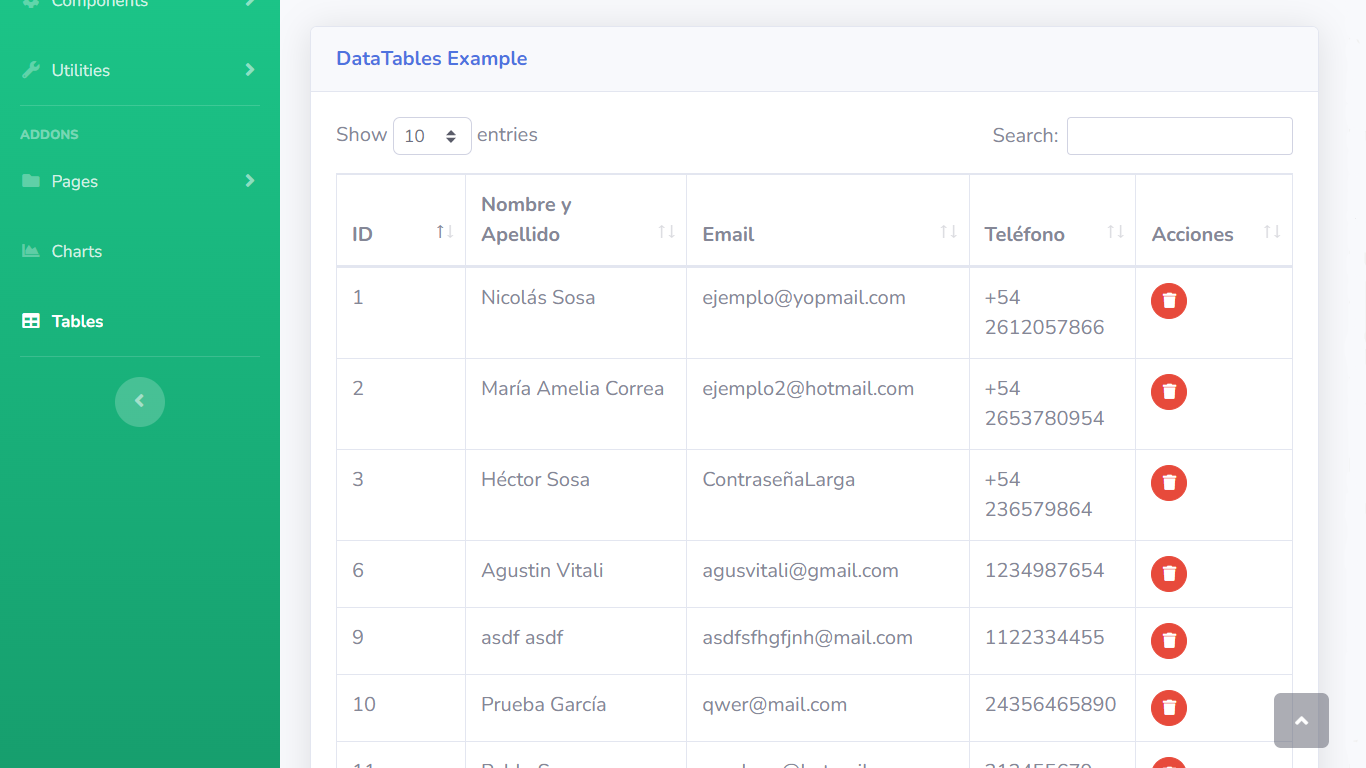 Components
Utilities
ADDONS
Pages
Charts
Tables
DataTables Example
Show 10 entries
Search:
ID
Nombre y
Apellido
Email
Teléfono
Acciones
1 Nicolás Sosa ejemplo@yopmail.com +54
2612057866
2 María Amelia Correa ejemplo2@hotmail.com +54
2653780954
3 Héctor Sosa ContraseñaLarga +54
236579864
6 Agustin Vitali agusvitali@gmail.com 1234987654
9 asdf asdf asdfsfhgfjnh@mail.com 1122334455
10 Prueba García qwer@mail.com 24356465890
11